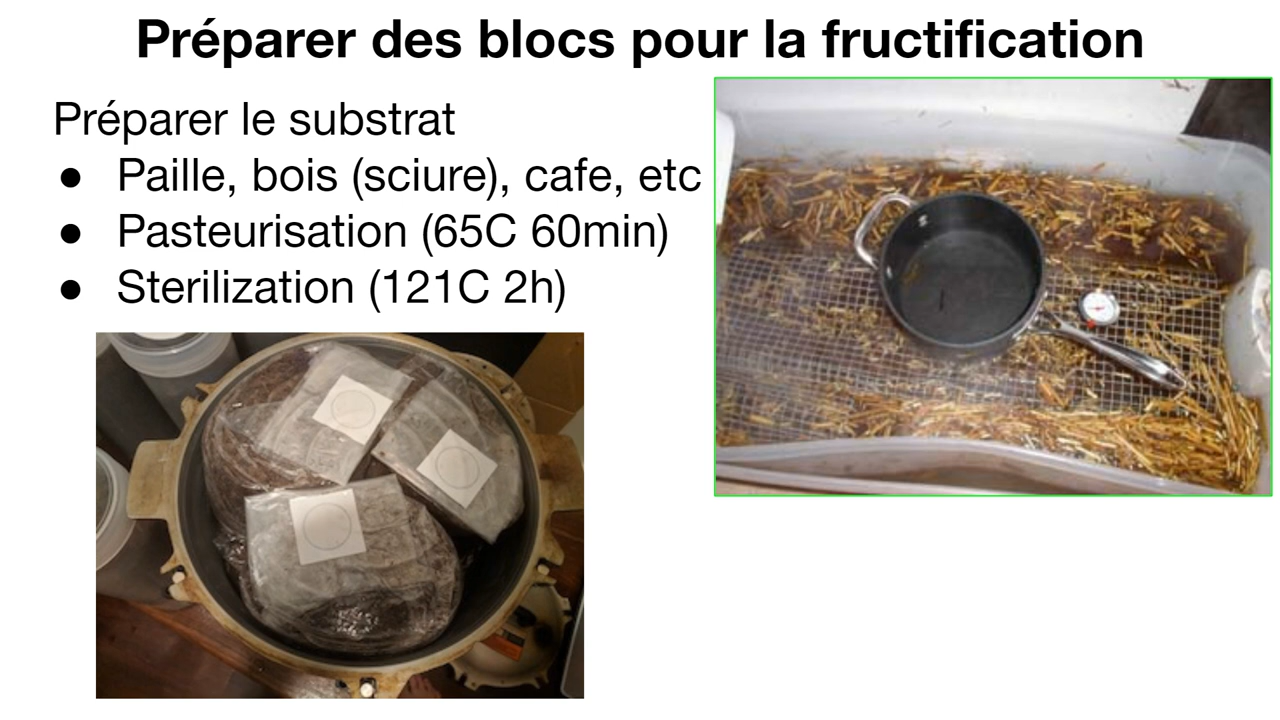 Préparer des blocs pour la fructification
Préparer le substrat
● Paille, bois (sciure), cafe, etc
● Pasteurisation (65C 60min)
● Sterilization (121C 2h)